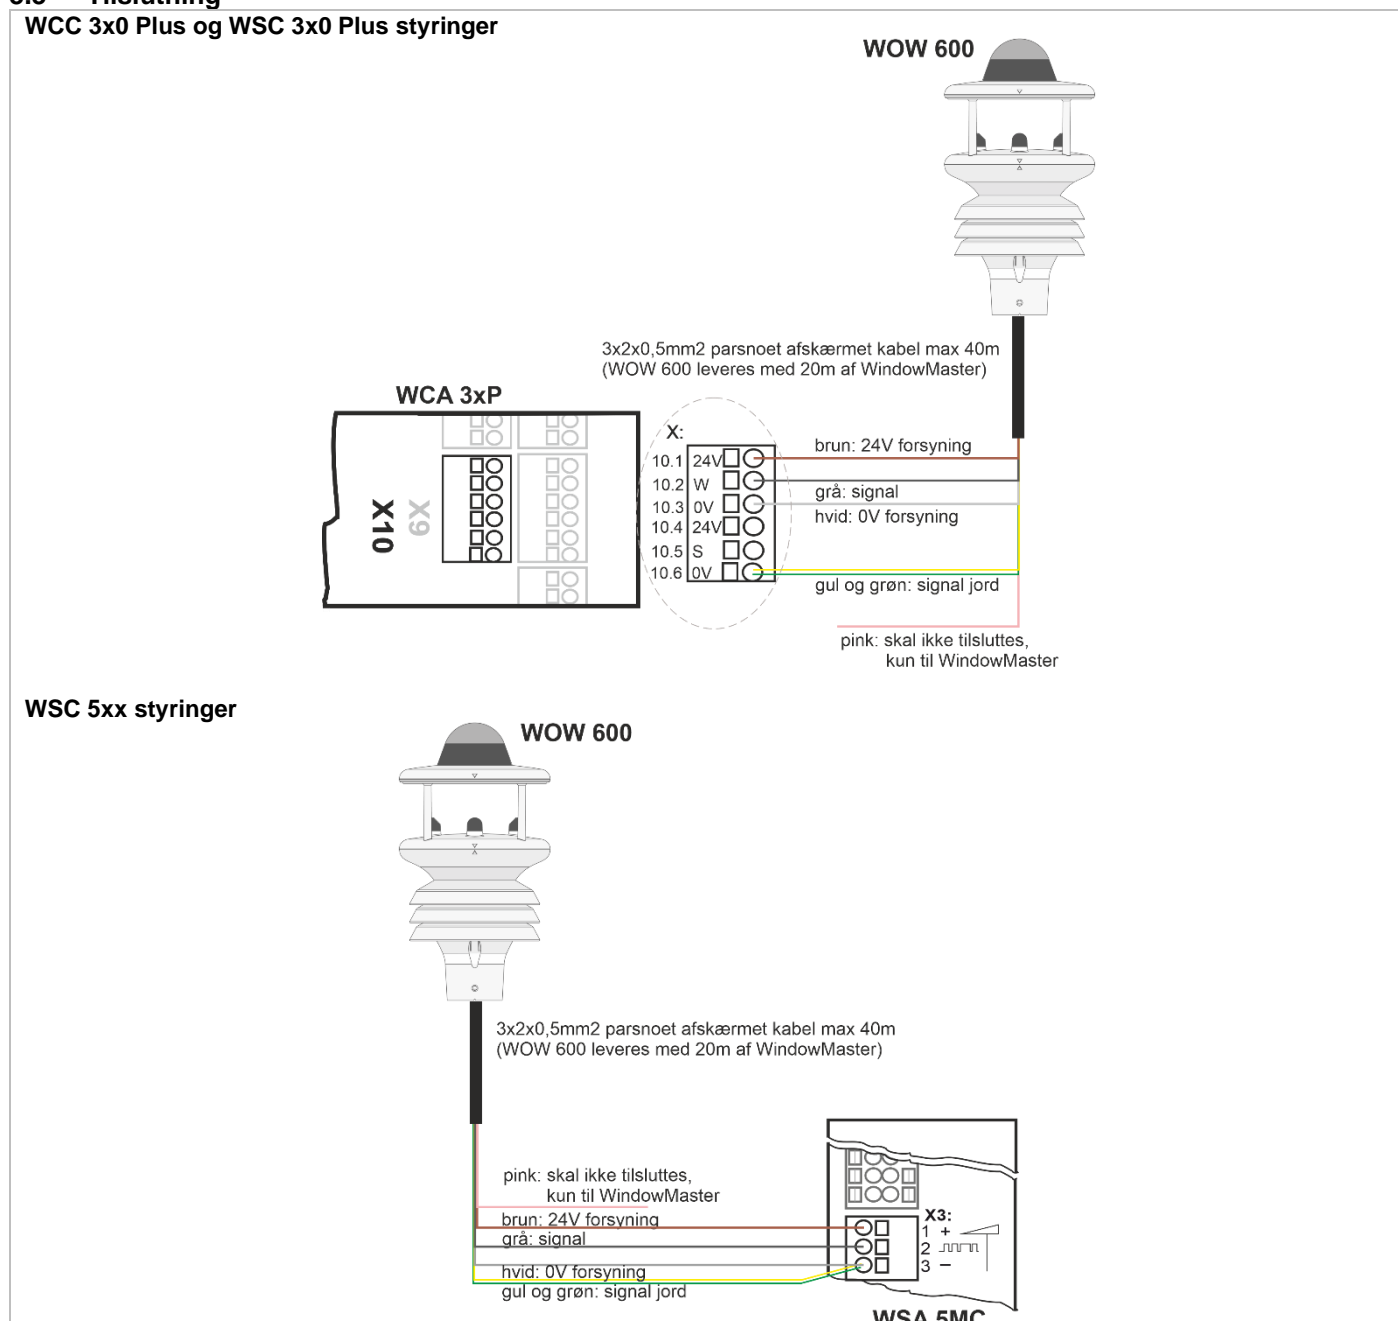 Tilslutning
WCC 3x0 Plus og WSC 3x0 Plus styringer
WOW 600
3x2x0,5mm2 parsnoet afskærmet kabel max 40m
(WOW 600 leveres med 20m af WindowMaster)
WCA 3xP
X10
X9
X:
10.1 24V
10.2 W
10.3 0V
10.4 24V
10.5 S
10.6 0V
brun: 24V forsyning
grå: signal
hvid: 0V forsyning
gul og grøn: signal jord
pink: skal ikke tilsluttes,
kun til WindowMaster
WSC 5xx styringer
WOW 600
3x2x0,5mm2 parsnoet afskærmet kabel max 40m
(WOW 600 leveres med 20m af WindowMaster)
pink: skal ikke tilsluttes,
kun til WindowMaster
brun: 24V forsyning
grå: signal
hvid: 0V forsyning
gul og grøn: signal jord
X3:
1 +
2
3 −
WSA 5MC